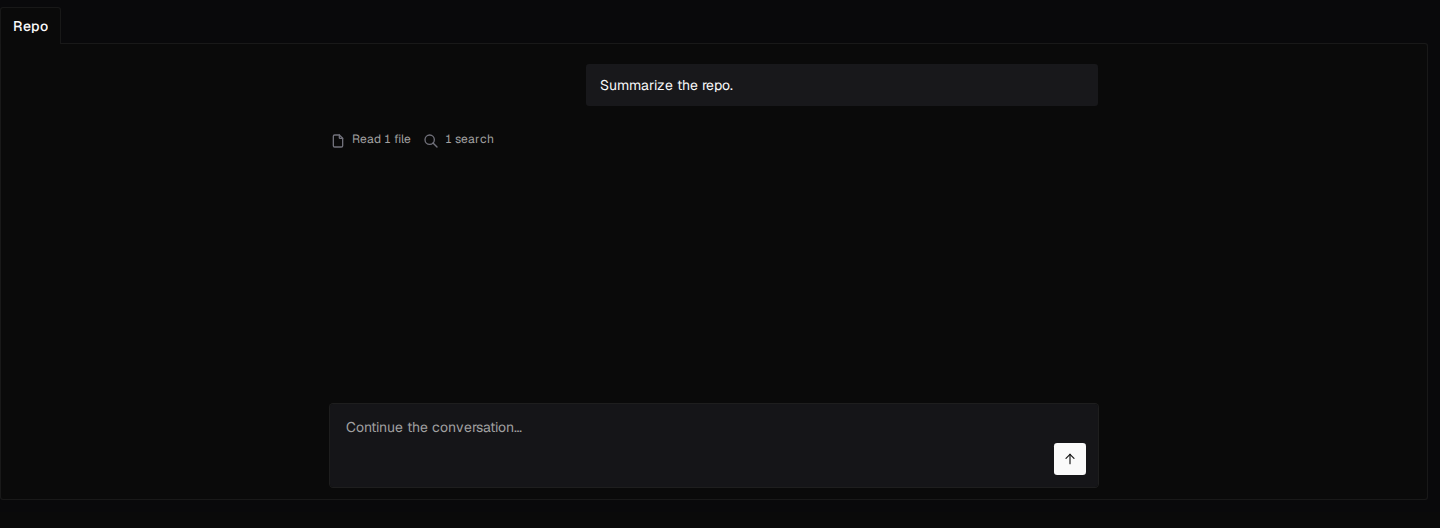 Repo
Summarize the repo.
Read 1 file 1 search
Continue the conversation…